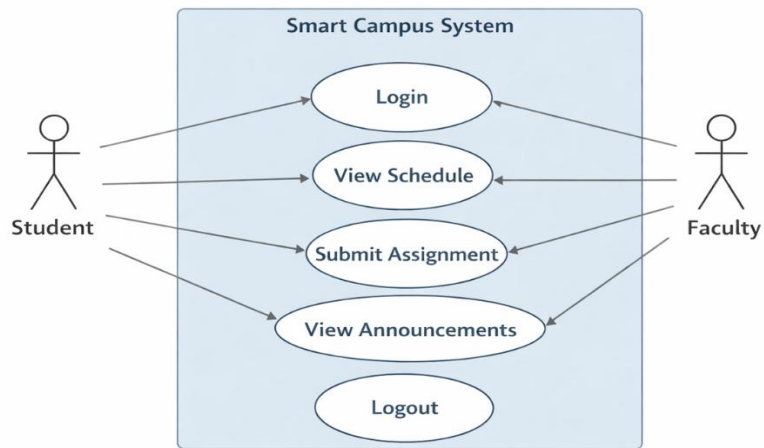 Smart Campus System
Login
View Schedule
Student
Faculty
Submit Assignment
View Announcements
Logout